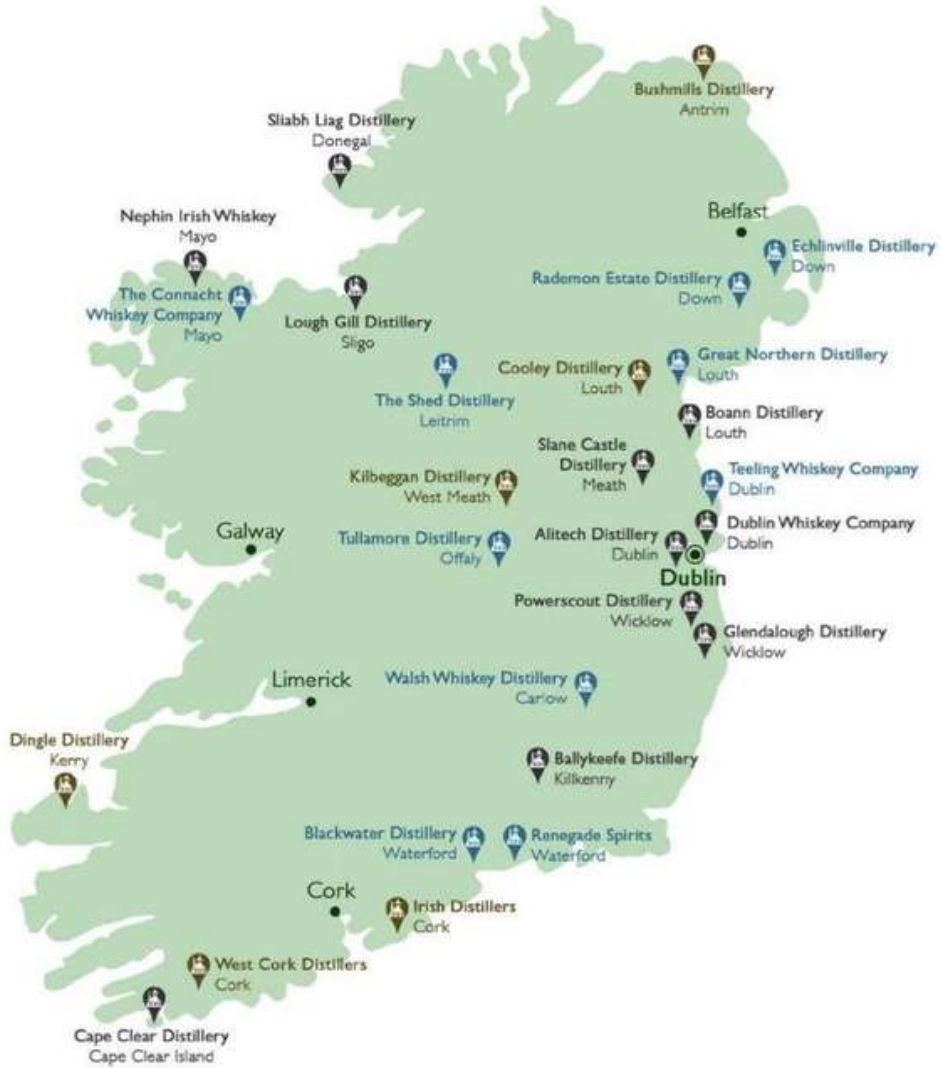 Bushmills Distillery
Antrim
Sliabh Liag Distillery
Donegal
Nephin Irish Whiskey
Mayo
Belfast
Echlinville Distillery
Down
Rademon Estate Distillery
Down
The Connacht
Whiskey Company
Mayo
Lough Gill Distillery
Sligo
Great Northern Distillery
Louth
Cooley Distillery
Louth
The Shed Distillery
Leitrim
Boann Distillery
Louth
Slane Castle
Distillery
Meath
Kilbeggan Distillery
West Meath
Teeling Whiskey Company
Dublin
Dublin Whiskey Company
Dublin
Galway
Tullamore Distillery
Offaly
Alitech Distillery
Dublin
Dublin
Powerscout Distillery
Wicklow
Glendalough Distillery
Wicklow
Limerick
Walsh Whiskey Distillery
Carlow
Dingle Distillery
Kerry
Ballykeefe Distillery
Killkenny
Blackwater Distillery
Waterford
Renegade Spirits
Waterford
Cork
Irish Distillers
Cork
West Cork Distillers
Cork
Cape Clear Distillery
Cape Clear Island